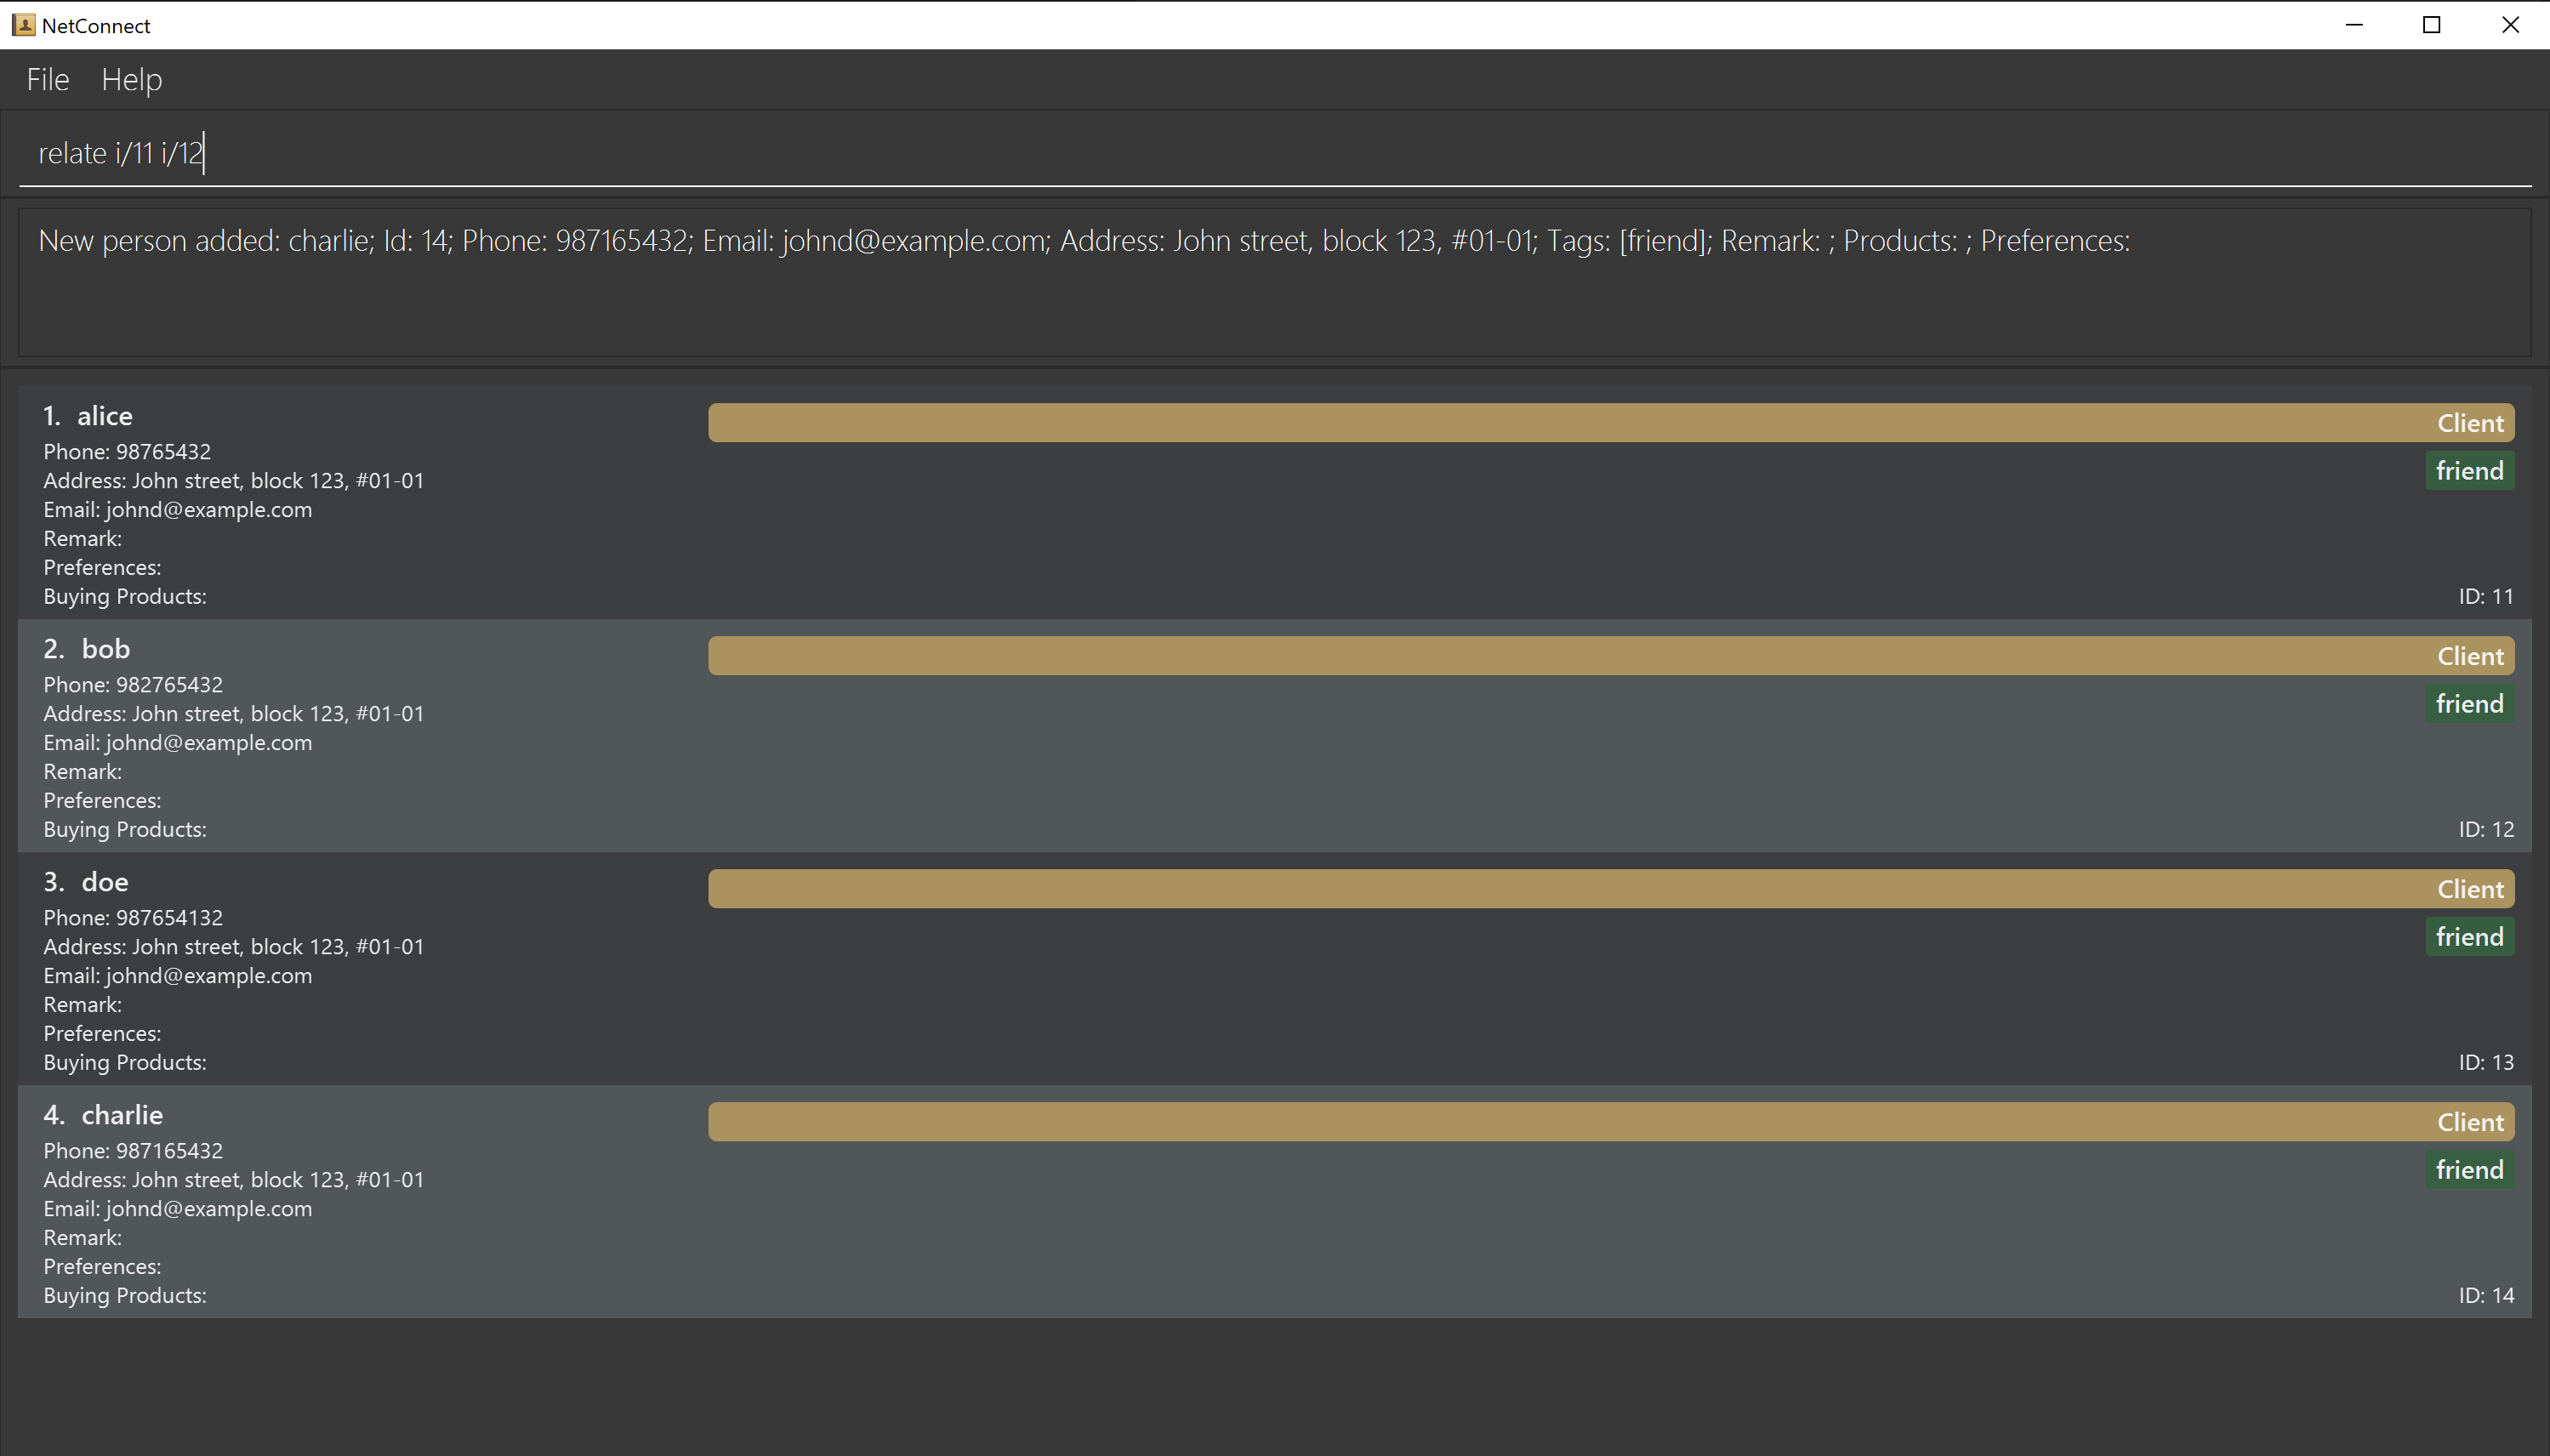 NetConnect
File Help
relate i/11 i/12
New person added: charlie; Id: 14; Phone: 987165432; Email: johnd@example.com; Address: John street, block 123, #01-01; Tags: [friend]; Remark: ; Products: ; Preferences:
1. alice
Client
Phone: 98765432
friend
Address: John street, block 123, #01-01
Email: johnd@example.com
Remark:
Preferences:
Buying Products:
ID: 11
2. bob
Client
Phone: 982765432
friend
Address: John street, block 123, #01-01
Email: johnd@example.com
Remark:
Preferences:
Buying Products:
ID: 12
3. doe
Client
Phone: 987654132
friend
Address: John street, block 123, #01-01
Email: johnd@example.com
Remark:
Preferences:
Buying Products:
ID: 13
4. charlie
Client
Phone: 987165432
friend
Address: John street, block 123, #01-01
Email: johnd@example.com
Remark:
Preferences:
Buying Products:
ID: 14